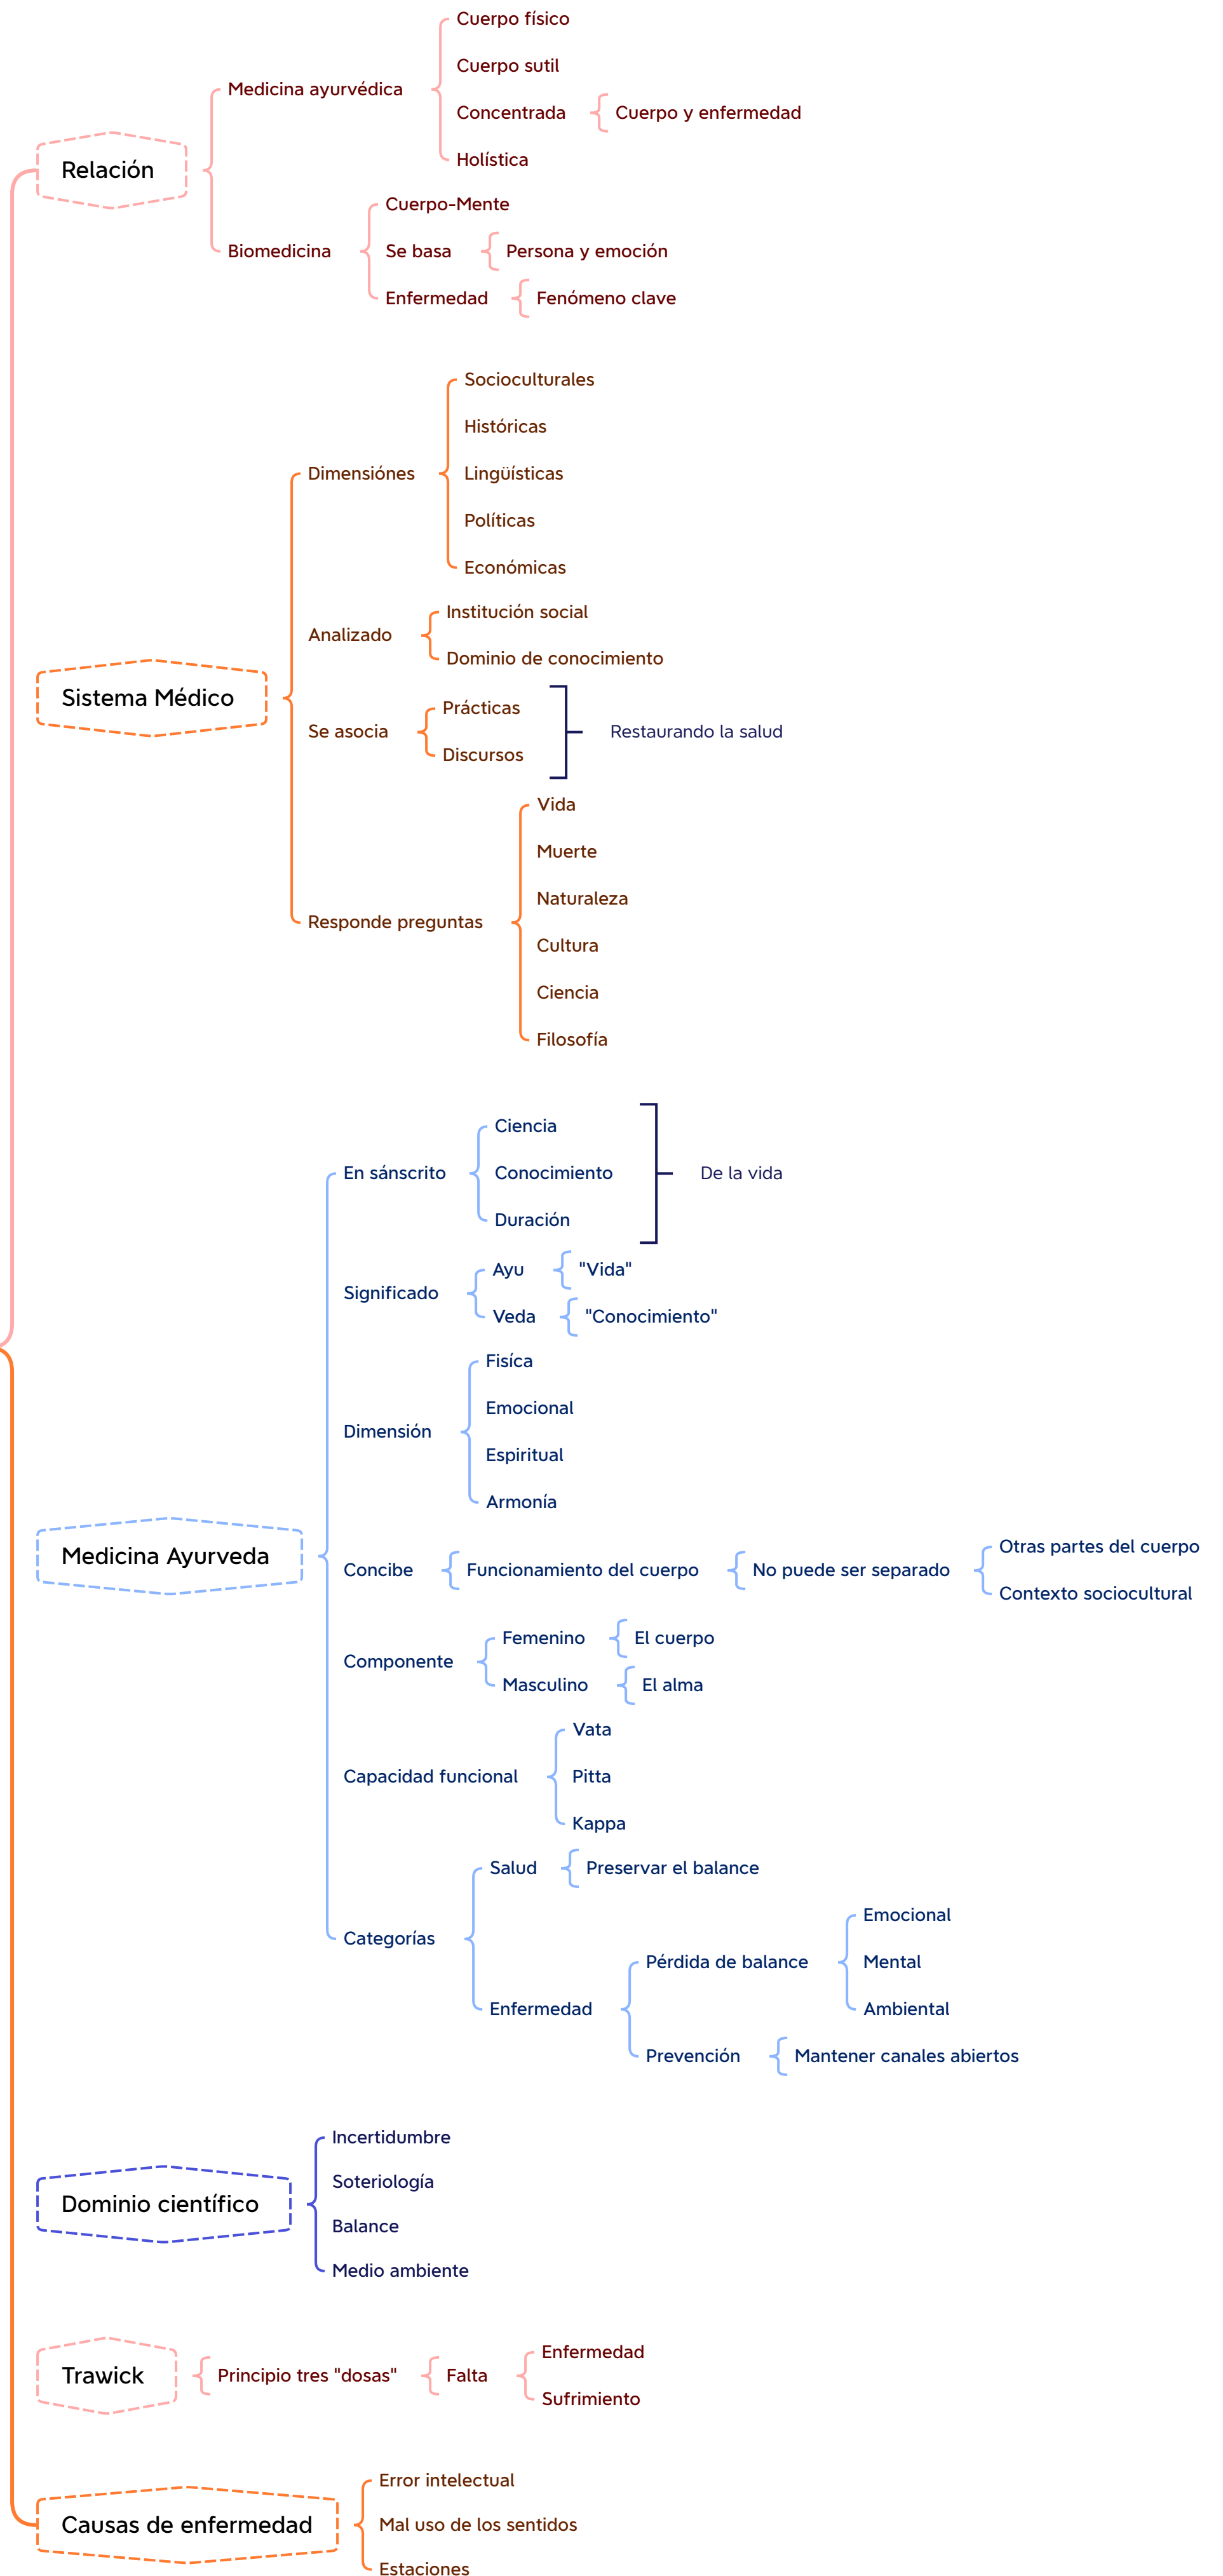 Relación
Medicina ayurvédica
Cuerpo físico
Cuerpo sutil
Concentrada
Cuerpo y enfermedad
Holística
Biomedicina
Cuerpo-Mente
Se basa
Persona y emoción
Enfermedad
Fenómeno clave
Sistema Médico
Dimensiónes
Socioculturales
Históricas
Lingüísticas
Políticas
Económicas
Analizado
Institución social
Dominio de conocimiento
Se asocia
Prácticas
Discursos
Restaurando la salud
Responde preguntas
Vida
Muerte
Naturaleza
Cultura
Ciencia
Filosofía
Medicina Ayurveda
En sánscrito
Ciencia
Conocimiento
Duración
De la vida
Significado
Ayu
"Vida"
Veda
"Conocimiento"
Dimensión
Fisíca
Emocional
Espiritual
Armonía
Concibe
Funcionamiento del cuerpo
No puede ser separado
Otras partes del cuerpo
Contexto sociocultural
Componente
Femenino
El cuerpo
Masculino
El alma
Capacidad funcional
Vata
Pitta
Kappa
Categorías
Salud
Preservar el balance
Enfermedad
Pérdida de balance
Emocional
Mental
Ambiental
Prevención
Mantener canales abiertos
Dominio científico
Incertidumbre
Soteriología
Balance
Medio ambiente
Trawick
Principio tres "dosas"
Falta
Enfermedad
Sufrimiento
Causas de enfermedad
Error intelectual
Mal uso de los sentidos
Estaciones